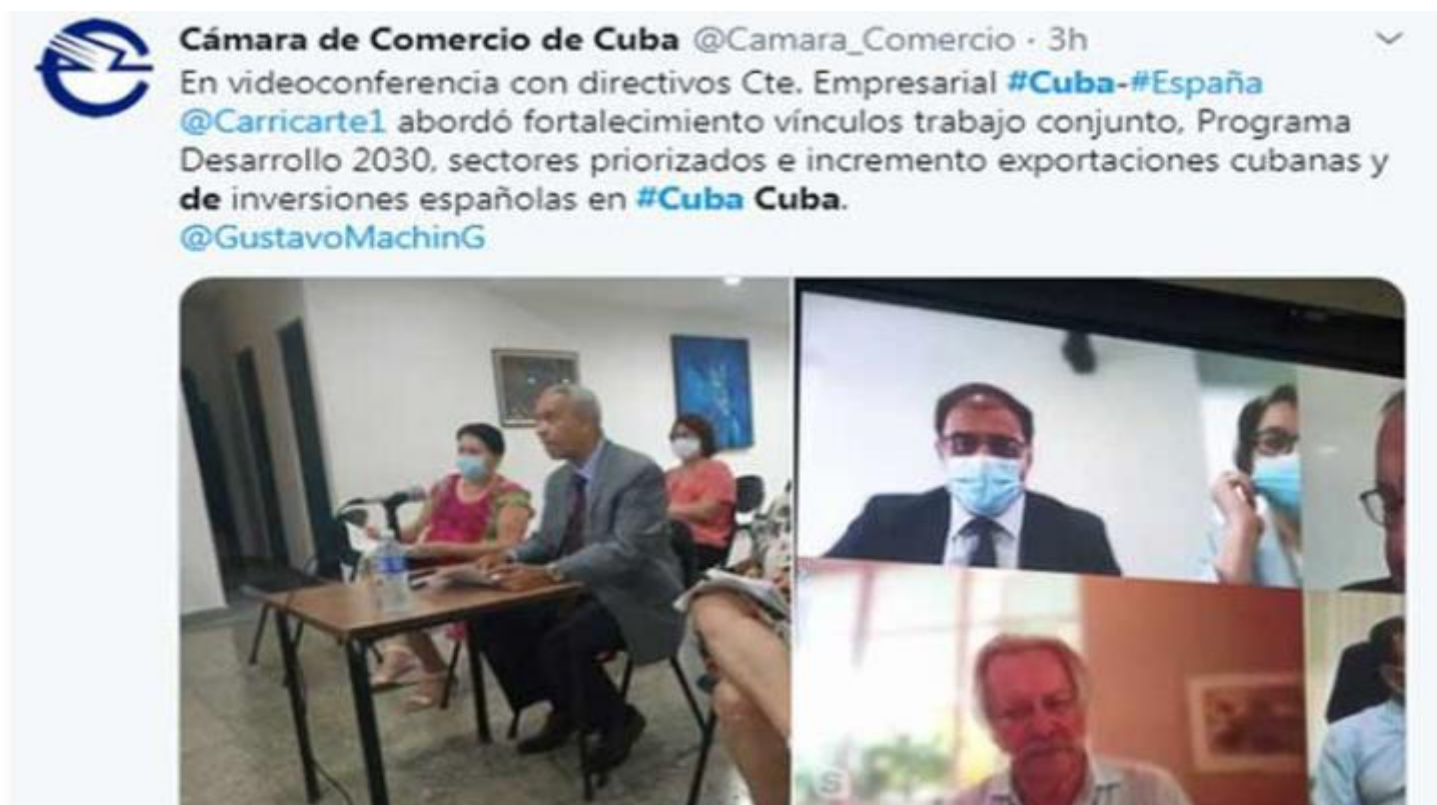 Cámara de Comercio de Cuba @Camara_Comercio · 3h
En videoconferencia con directivos Cte. Empresarial #Cuba-#España
@Carricarte1 abordó fortalecimiento vínculos trabajo conjunto, Programa
Desarrollo 2030, sectores priorizados e incremento exportaciones cubanas y
de inversiones españolas en #Cuba Cuba.
@GustavoMachinG
S